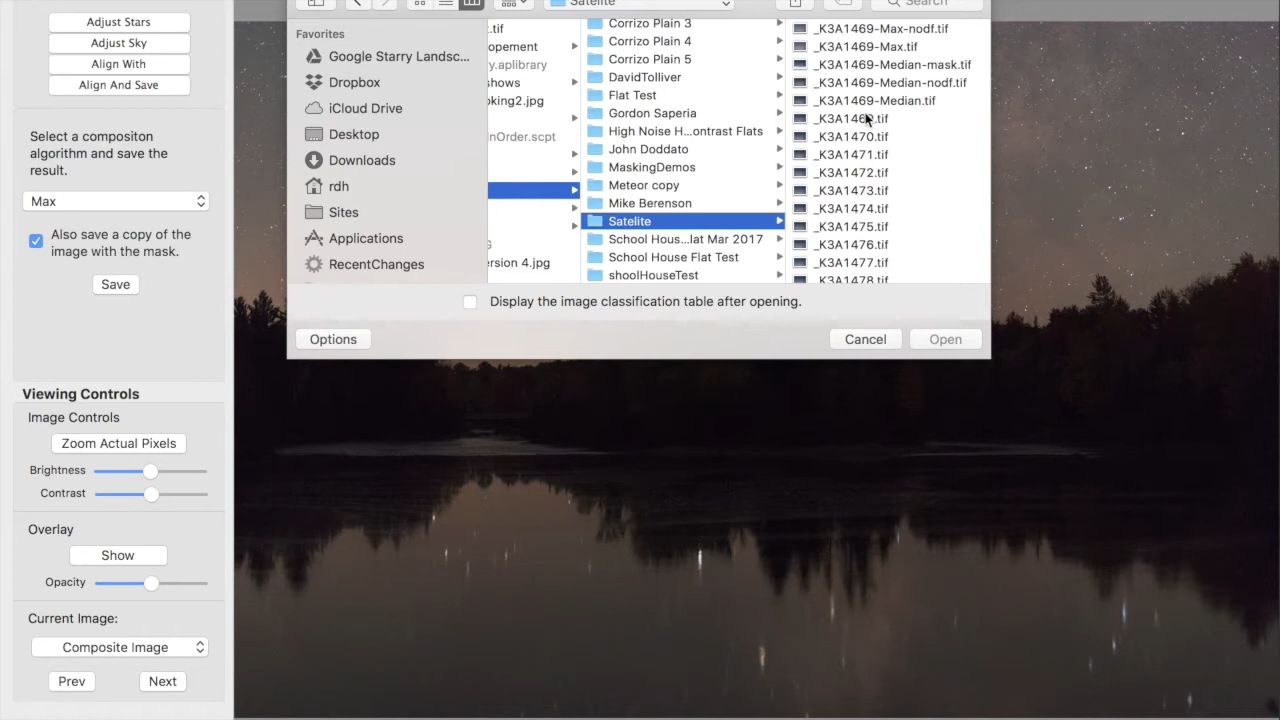 Adjust Stars
Adjust Sky
Align With
Align And Save
Select a compositon
algorithm and save the
result.
Max
Also save a copy of the
image with the mask.
Save
Viewing Controls
Image Controls
Zoom Actual Pixels
Brightness
Contrast
Overlay
Show
Opacity
Current Image:
Composite Image
Prev
Next
Satelite
Search
Favorites
Google Starry Landsc...
Dropbox
iCloud Drive
Desktop
Downloads
rdh
Sites
Applications
RecentChanges
.tif
opement
.aplibrary
shows
oking2.jpg
InOrder.scpt
ersion 4.jpg
Corrizo Plain 3
Corrizo Plain 4
Corrizo Plain 5
DavidTolliver
Flat Test
Gordon Saperia
High Noise H...ontrast Flats
John Doddato
MaskingDemos
Meteor copy
Mike Berenson
Satelite
School Hous...lat Mar 2017
School House Flat Test
shoolHouseTest
_K3A1469-Max-nodf.tif
_K3A1469-Max.tif
_K3A1469-Median-mask.tif
_K3A1469-Median-nodf.tif
_K3A1469-Median.tif
_K3A1469.tif
_K3A1470.tif
_K3A1471.tif
_K3A1472.tif
_K3A1473.tif
_K3A1474.tif
_K3A1475.tif
_K3A1476.tif
_K3A1477.tif
_K3A1478.tif
Display the image classification table after opening.
Options
Cancel
Open